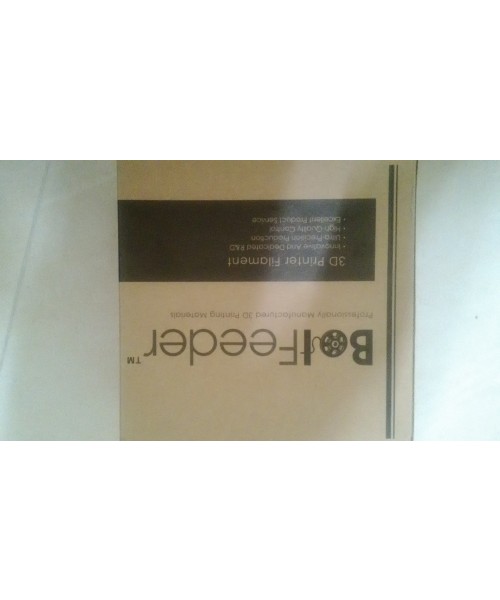 BotFeeder™
Professionally Manufactured 3D Printing Materials
3D Printer Filament
• Innovative And Dedicated R&D
• Ultra-Precision Production
• High-Quality Control
• Excellent Product Service